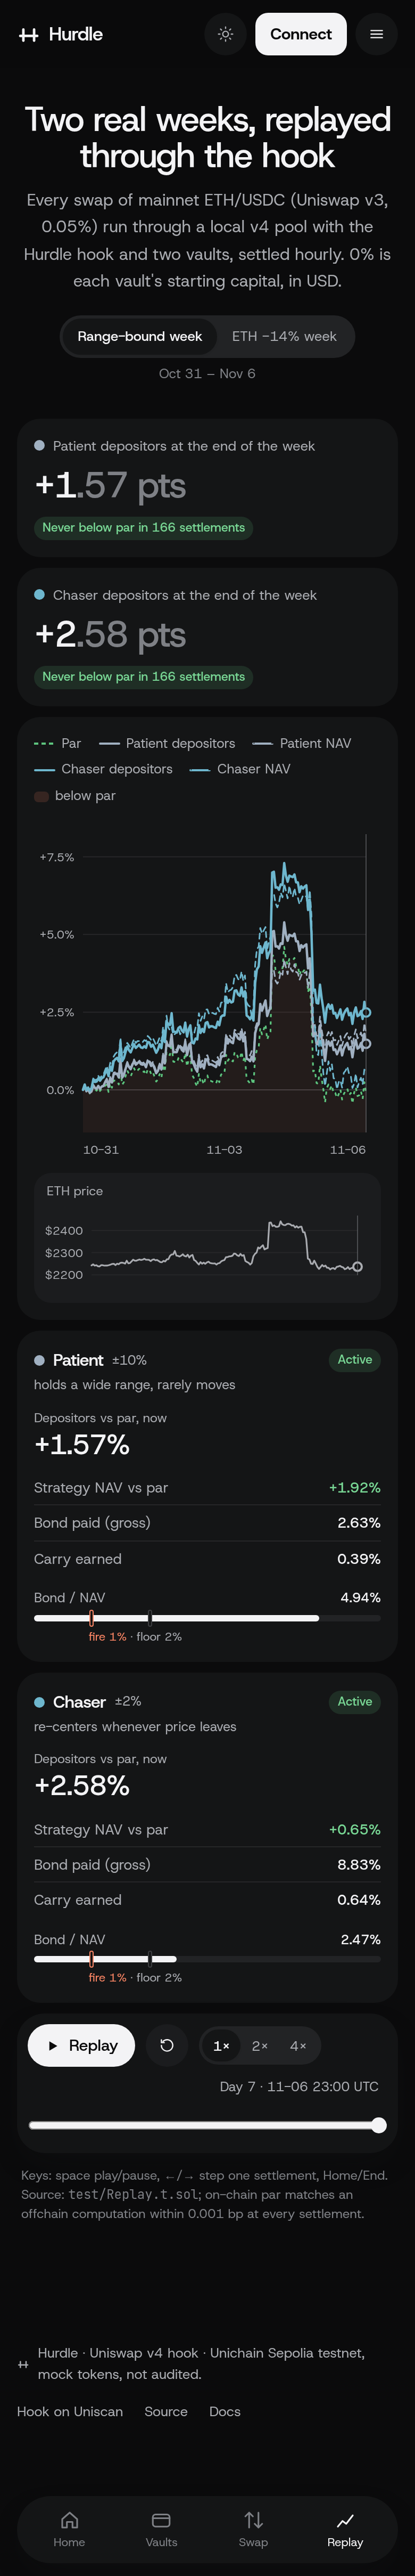 Hurdle
Connect
Two real weeks, replayed
through the hook
Every swap of mainnet ETH/USDC (Uniswap v3,
0.05%) run through a local v4 pool with the
Hurdle hook and two vaults, settled hourly. 0% is
each vault's starting capital, in USD.
Range-bound week
ETH −14% week
Oct 31 – Nov 6
Patient depositors at the end of the week
+1.57 pts
Never below par in 166 settlements
Chaser depositors at the end of the week
+2.58 pts
Never below par in 166 settlements
Par
Patient depositors
Patient NAV
Chaser depositors
Chaser NAV
below par
+7.5%
+5.0%
+2.5%
0.0%
10-31
11-03
11-06
ETH price
$2400
$2300
$2200
Patient ±10%
Active
holds a wide range, rarely moves
Depositors vs par, now
+1.57%
Strategy NAV vs par +1.92%
Bond paid (gross) 2.63%
Carry earned 0.39%
Bond / NAV 4.94%
fire 1% · floor 2%
Chaser ±2%
Active
re-centers whenever price leaves
Depositors vs par, now
+2.58%
Strategy NAV vs par +0.65%
Bond paid (gross) 8.83%
Carry earned 0.64%
Bond / NAV 2.47%
fire 1% · floor 2%
Replay
1×
2×
4×
Day 7 · 11-06 23:00 UTC
Keys: space play/pause, ←/→ step one settlement, Home/End.
Source: test/Replay.t.sol; on-chain par matches an
offchain computation within 0.001 bp at every settlement.
Hurdle · Uniswap v4 hook · Unichain Sepolia testnet,
mock tokens, not audited.
Hook on Uniscan
Source
Docs
Home
Vaults
Swap
Replay